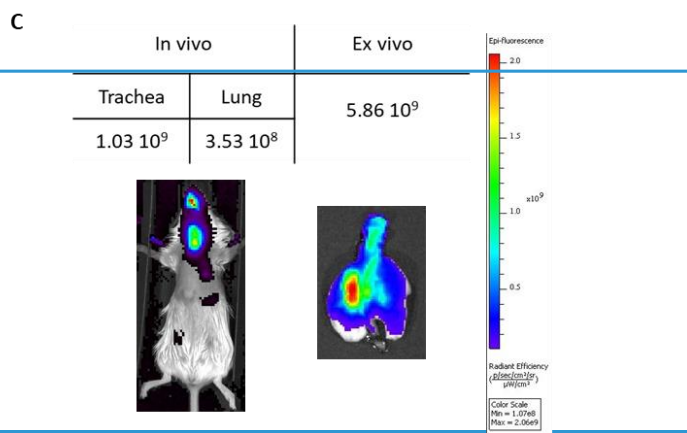 C
In vivo
Ex vivo
Trachea
Lung
5.86 10⁹
1.03 10⁹
3.53 10⁸
Epi-fluorescence
2.0
1.5
1.0
x10⁹
0.5
Radiant Efficiency
(p/sec/cm²/sr
µW/cm²)
Color Scale
Min = 1.07e8
Max = 2.06e9